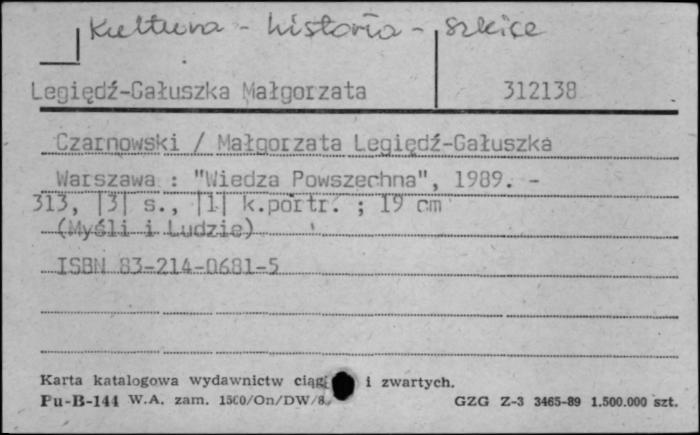 Kultura - historia - szkice
Legiędź-Gałuszka Małgorzata 312138
Czarnowski / Małgorzata Legiędź-Gałuszka
Warszawa : "Wiedza Powszechna", 1989. -
313, |3| s., |1| k.portr. ; 19 cm
(Myśli i Ludzie)
ISBN 83-214-0681-5
Karta katalogowa wydawnictw ciąg i zwartych.
Pu-B-144 W.A. zam. 1500/On/DW/8 GZG Z-3 3465-89 1.500.000 szt.